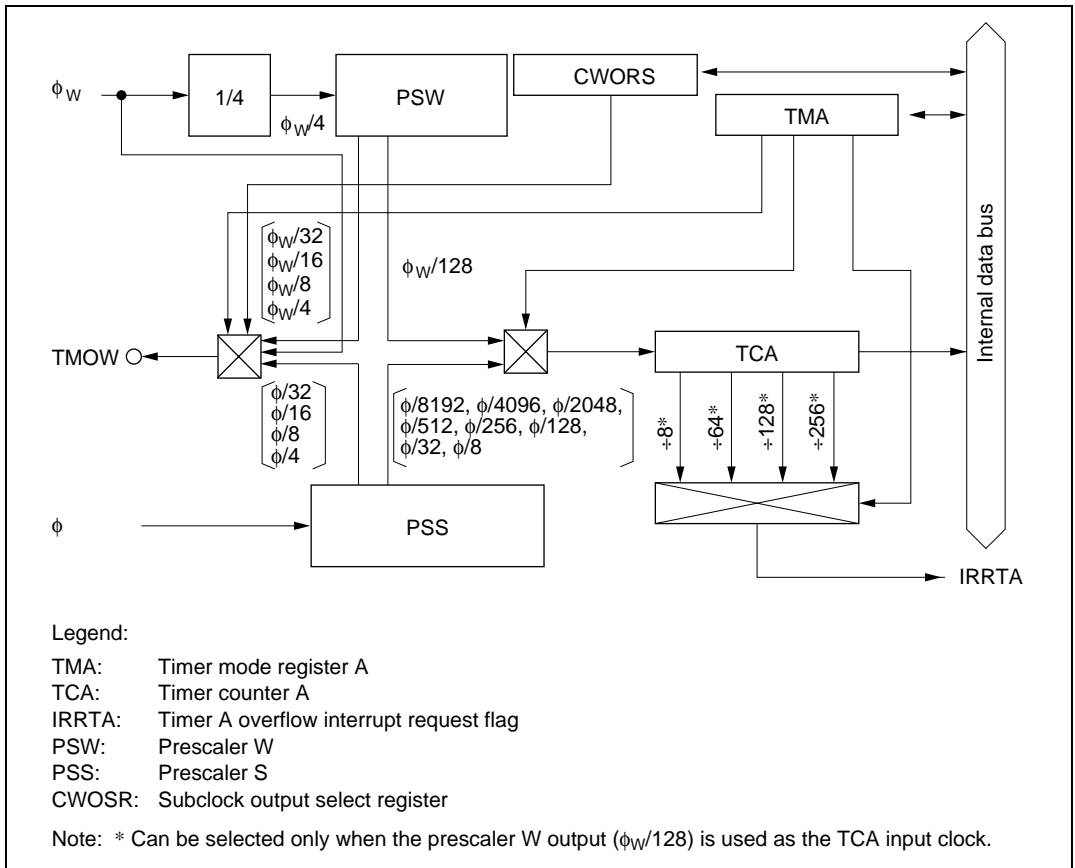 CWORS
ϕW
1/4
PSW
TMA
ϕW/4
ϕW/32
ϕW/16
ϕW/8
ϕW/4
ϕW/128
Internal data bus
TMOW
TCA
ϕ/32
ϕ/16
ϕ/8
ϕ/4
ϕ/8192, ϕ/4096, ϕ/2048,
ϕ/512, ϕ/256, ϕ/128,
ϕ/32, ϕ/8
÷8*
÷64*
÷128*
÷256*
ϕ
PSS
IRRTA
Legend:
TMA: Timer mode register A
TCA: Timer counter A
IRRTA: Timer A overflow interrupt request flag
PSW: Prescaler W
PSS: Prescaler S
CWOSR: Subclock output select register
Note: * Can be selected only when the prescaler W output (ϕW/128) is used as the TCA input clock.